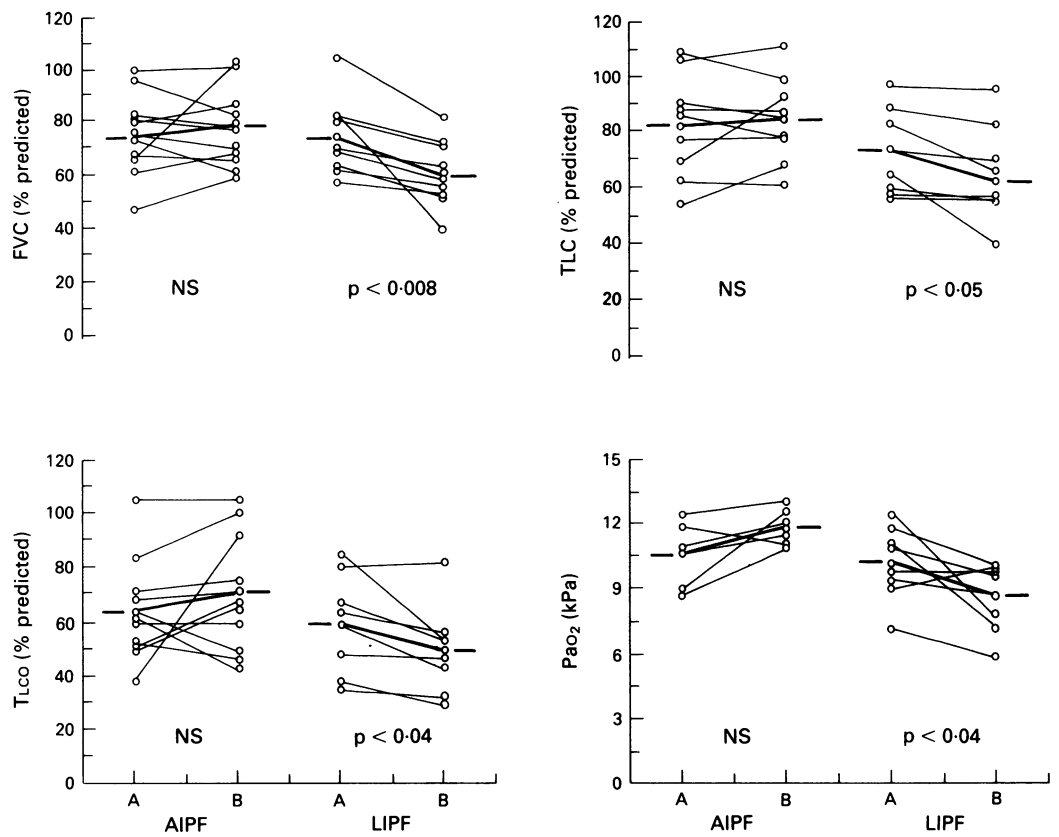 120
100
80
60
40
20
0
FVC (% predicted)
NS
p < 0·008
120
100
80
60
40
20
0
TLC (% predicted)
NS
p < 0·05
120
100
80
60
40
20
0
TLCO (% predicted)
NS
p < 0·04
A B A B
AIPF LIPF
15
12
9
6
3
0
PaO2 (kPa)
NS
p < 0·04
A B A B
AIPF LIPF